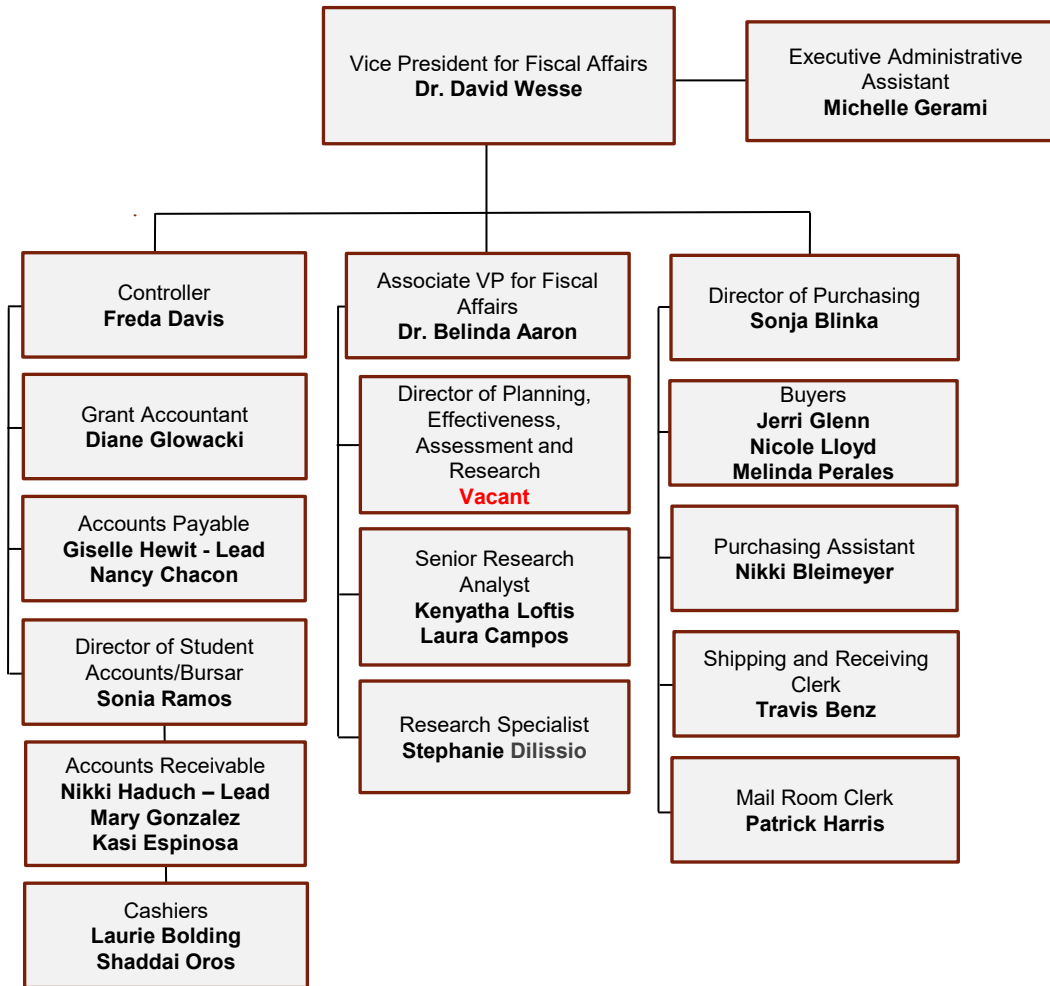 Vice President for Fiscal Affairs
Dr. David Wesse
Executive Administrative
Assistant
Michelle Gerami
Controller
Freda Davis
Grant Accountant
Diane Glowacki
Accounts Payable
Giselle Hewit - Lead
Nancy Chacon
Director of Student
Accounts/Bursar
Sonia Ramos
Accounts Receivable
Nikki Haduch – Lead
Mary Gonzalez
Kasi Espinosa
Cashiers
Laurie Bolding
Shaddai Oros
Associate VP for Fiscal
Affairs
Dr. Belinda Aaron
Director of Planning,
Effectiveness,
Assessment and
Research
Vacant
Senior Research
Analyst
Kenyatha Loftis
Laura Campos
Research Specialist
Stephanie Dilissio
Director of Purchasing
Sonja Blinka
Buyers
Jerri Glenn
Nicole Lloyd
Melinda Perales
Purchasing Assistant
Nikki Bleimeyer
Shipping and Receiving
Clerk
Travis Benz
Mail Room Clerk
Patrick Harris